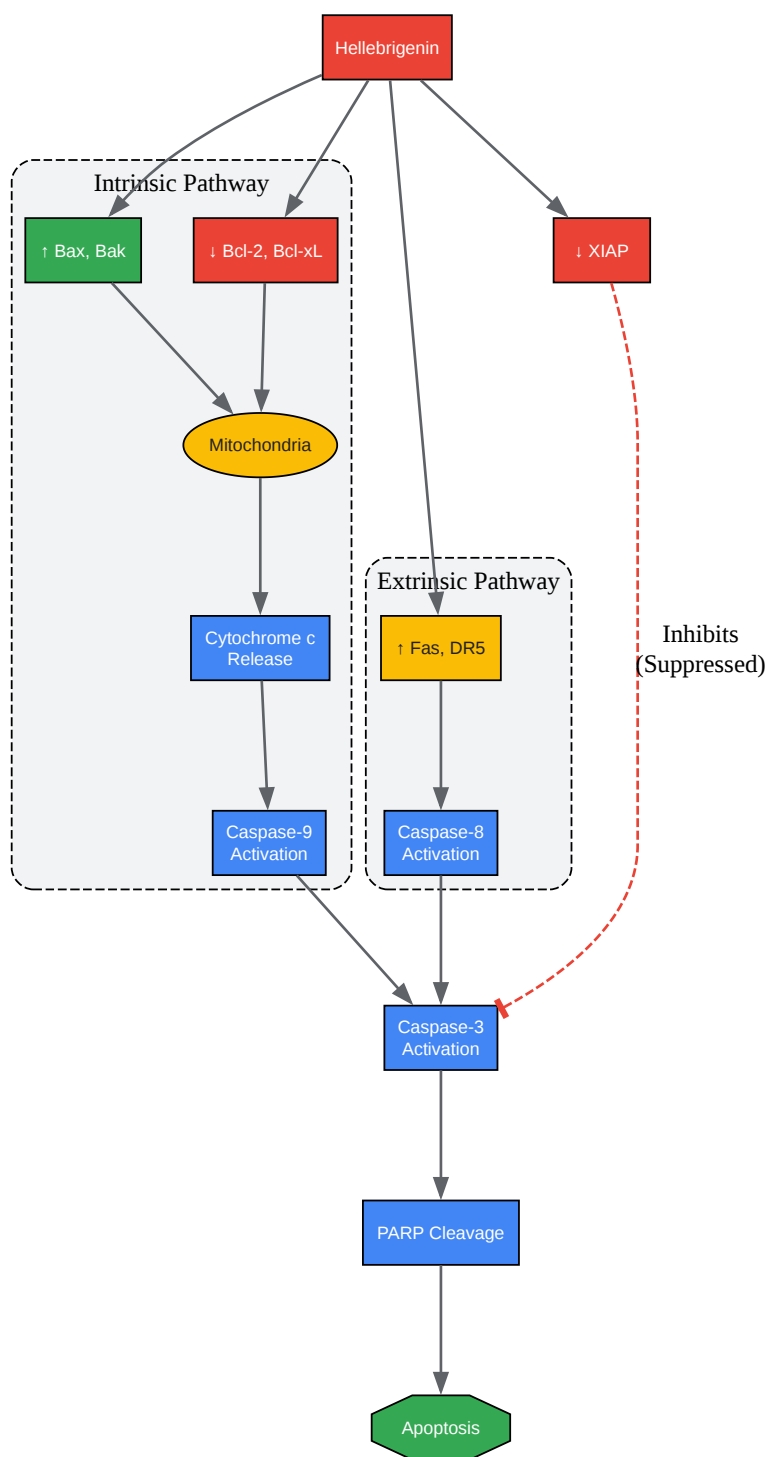 Hellebrigenin
Intrinsic Pathway
↑ Bax, Bak
↓ Bcl-2, Bcl-xL
↓ XIAP
Mitochondria
Extrinsic Pathway
Cytochrome c
Release
↑ Fas, DR5
Inhibits
(Suppressed)
Caspase-9
Activation
Caspase-8
Activation
Caspase-3
Activation
PARP Cleavage
Apoptosis